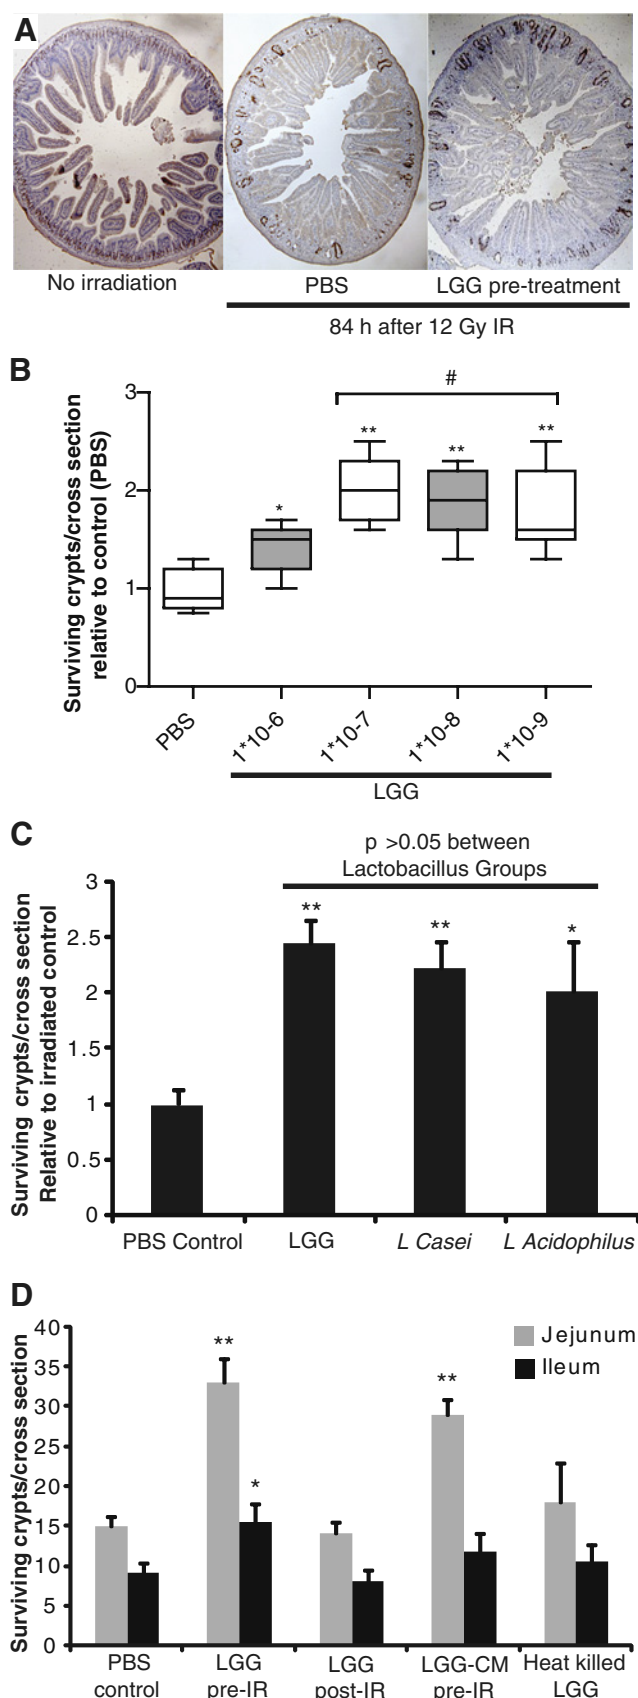 A
No irradiation
PBS
LGG pre-treatment
84 h after 12 Gy IR
B
Surviving crypts/cross section
relative to control (PBS)
3
2
1
0
#
*
**
**
**
PBS
1*10-6
1*10-7
1*10-8
1*10-9
LGG
C
p >0.05 between
Lactobacillus Groups
Surviving crypts/cross section
Relative to irradiated control
3
2.5
2
1.5
1
0.5
0
**
**
*
PBS Control
LGG
L Casei
L Acidophilus
D
Surviving crypts/cross section
40
35
30
25
20
15
10
5
0
Jejunum
Ileum
**
*
**
PBS
control
LGG
pre-IR
LGG
post-IR
LGG-CM
pre-IR
Heat killed
LGG